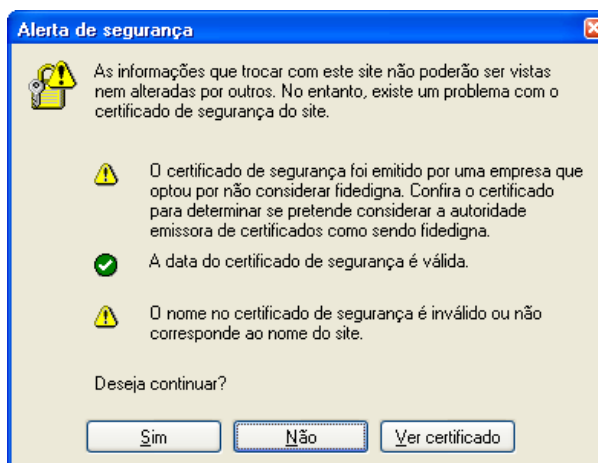 Alerta de segurança
As informações que trocar com este site não poderão ser vistas
nem alteradas por outros. No entanto, existe um problema com o
certificado de segurança do site.
O certificado de segurança foi emitido por uma empresa que
optou por não considerar fidedigna. Confira o certificado
para determinar se pretende considerar a autoridade
emissora de certificados como sendo fidedigna.
A data do certificado de segurança é válida.
O nome no certificado de segurança é inválido ou não
corresponde ao nome do site.
Deseja continuar?
Sim Não Ver certificado